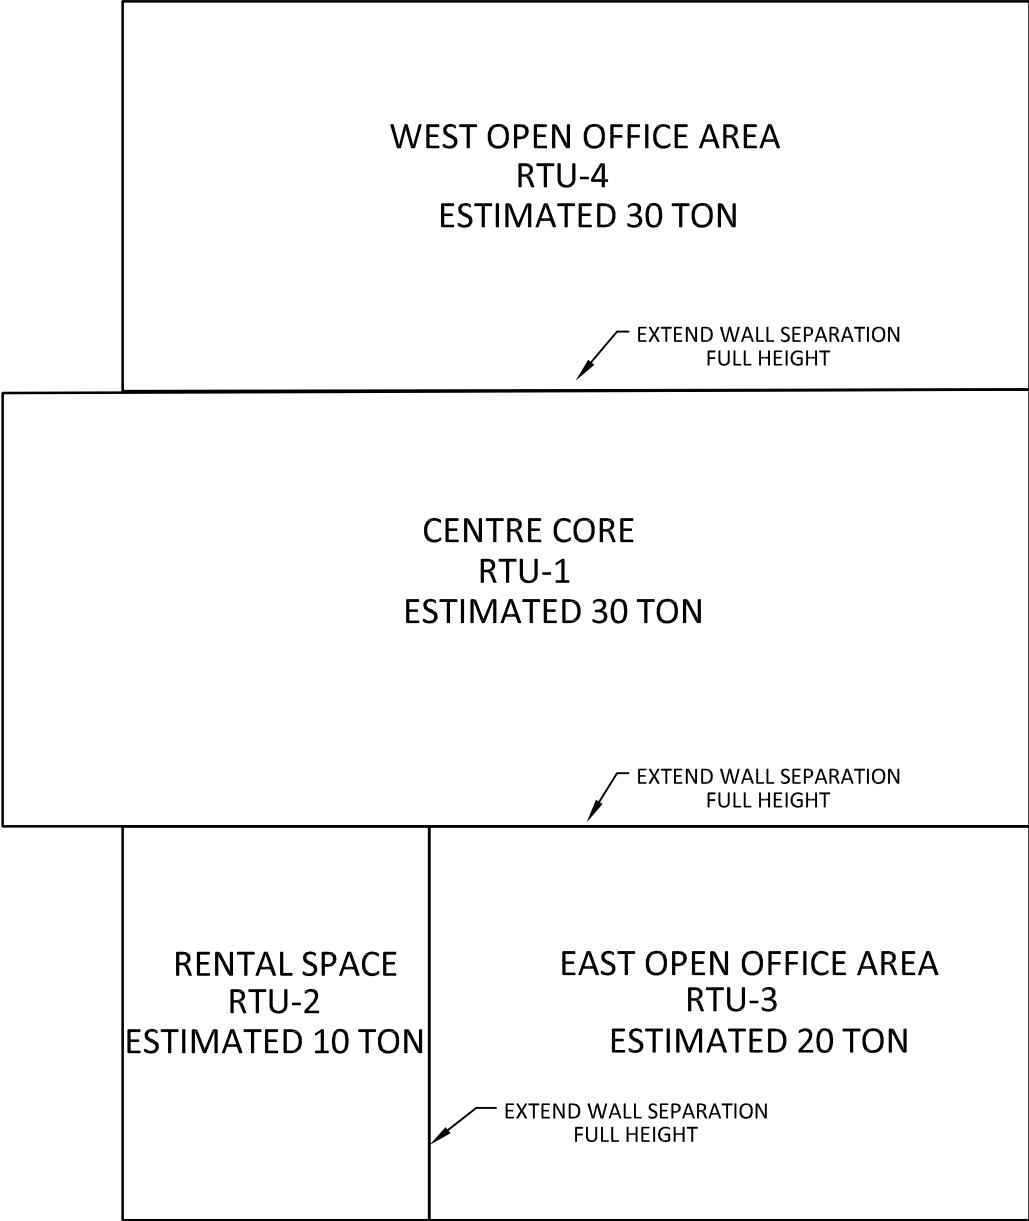 WEST OPEN OFFICE AREA
RTU-4
ESTIMATED 30 TON
EXTEND WALL SEPARATION
FULL HEIGHT
CENTRE CORE
RTU-1
ESTIMATED 30 TON
EXTEND WALL SEPARATION
FULL HEIGHT
RENTAL SPACE
RTU-2
ESTIMATED 10 TON
EAST OPEN OFFICE AREA
RTU-3
ESTIMATED 20 TON
EXTEND WALL SEPARATION
FULL HEIGHT